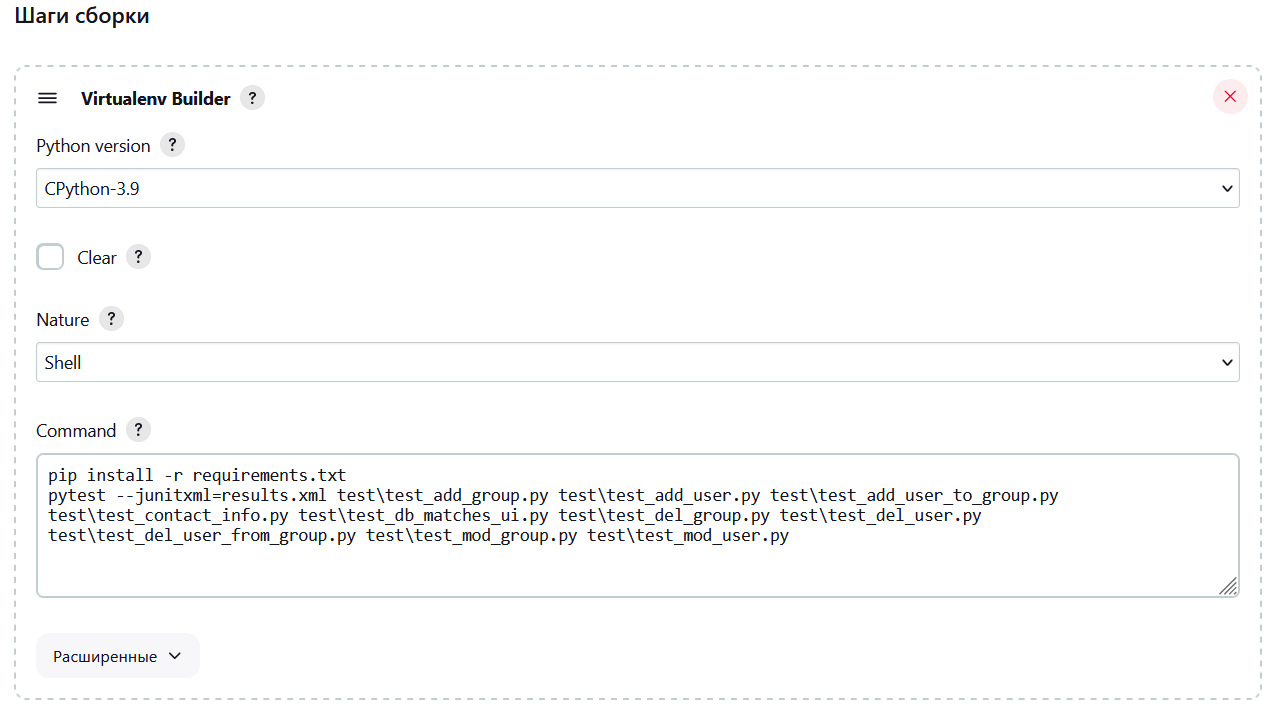 Шаги сборки
Virtualenv Builder ?
Python version ?
CPython-3.9
Clear ?
Nature ?
Shell
Command ?
pip install -r requirements.txt
pytest --junitxml=results.xml test\test_add_group.py test\test_add_user.py test\test_add_user_to_group.py
test\test_contact_info.py test\test_db_matches_ui.py test\test_del_group.py test\test_del_user.py
test\test_del_user_from_group.py test\test_mod_group.py test\test_mod_user.py
Расширенные